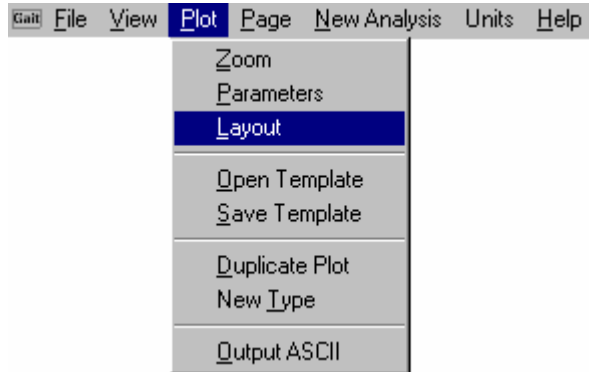 Gait File View Plot Page New Analysis Units Help
Zoom
Parameters
Layout
Open Template
Save Template
Duplicate Plot
New Type
Output ASCII